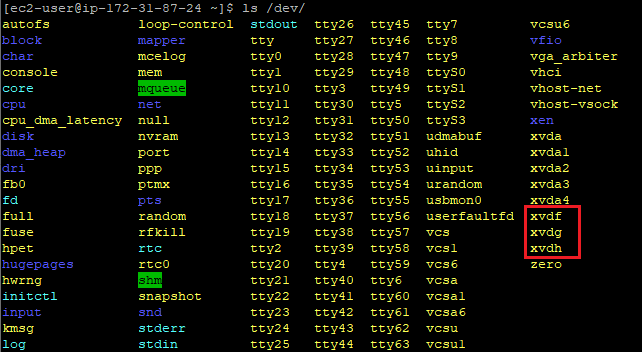 [ec2-user@ip-172-31-87-24 ~]$ ls /dev/
autofs loop-control stdout tty26 tty45 tty7 vcsu6
block mapper tty tty27 tty46 tty8 vfio
char mcelog tty0 tty28 tty47 tty9 vga_arbiter
console mem tty1 tty29 tty48 ttyS0 vhci
core mqueue tty10 tty3 tty49 ttyS1 vhost-net
cpu net tty11 tty30 tty5 ttyS2 vhost-vsock
cpu_dma_latency null tty12 tty31 tty50 ttyS3 xen
disk nvram tty13 tty32 tty51 udmabuf xvda
dma_heap port tty14 tty33 tty52 uhid xvda1
dri ppp tty15 tty34 tty53 uinput xvda2
fb0 ptmx tty16 tty35 tty54 urandom xvda3
fd pts tty17 tty36 tty55 usbmon0 xvda4
full random tty18 tty37 tty56 userfaultfd xvdf
fuse rfkill tty19 tty38 tty57 vcs xvdg
hpet rtc tty2 tty39 tty58 vcs1 xvdh
hugepages rtc0 tty20 tty4 tty59 vcs6 zero
hwrng shm tty21 tty40 tty6 vcsa
initctl snapshot tty22 tty41 tty60 vcsa1
input snd tty23 tty42 tty61 vcsa6
kmsg stderr tty24 tty43 tty62 vcsu
log stdin tty25 tty44 tty63 vcsu1